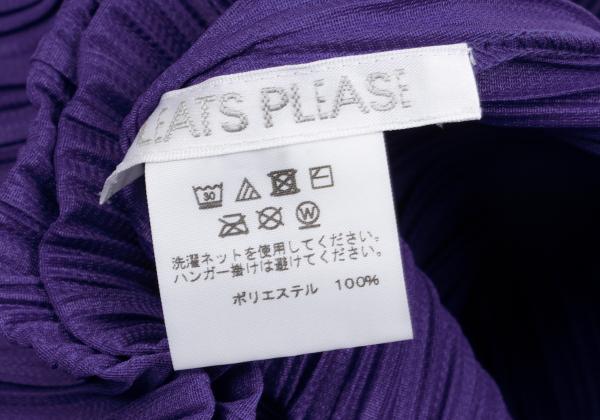 LEATS PLEASE
30
W
洗濯ネットを使用してください。
ハンガー掛けは避けてください。
ポリエステル 100%